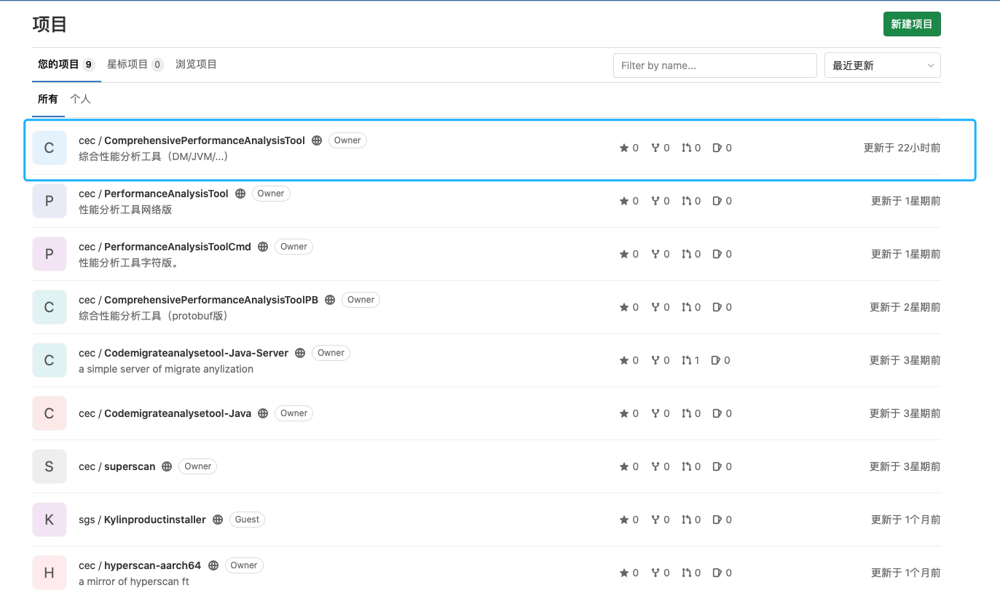 项目
新建项目
您的项目 9 星标项目 0 浏览项目
Filter by name...
最近更新
所有 个人
C
cec / ComprehensivePerformanceAnalysisTool Owner
综合性能分析工具（DM/JVM/...）
0 0 0 0
更新于 22小时前
P
cec / PerformanceAnalysisTool Owner
性能分析工具网络版
0 0 0 0
更新于 1星期前
P
cec / PerformanceAnalysisToolCmd Owner
性能分析工具字符版。
0 0 0 0
更新于 1星期前
C
cec / ComprehensivePerformanceAnalysisToolPB Owner
综合性能分析工具（protobuf版）
0 0 0 0
更新于 2星期前
C
cec / Codemigrateanalysetool-Java-Server Owner
a simple server of migrate anylization
0 0 1 0
更新于 3星期前
C
cec / Codemigrateanalysetool-Java Owner
0 0 0 0
更新于 3星期前
S
cec / superscan Owner
0 0 0 0
更新于 3星期前
K
sgs / Kylinproductinstaller Guest
0 0 0 0
更新于 1个月前
H
cec / hyperscan-aarch64 Owner
a mirror of hyperscan ft
0 0 0 0
更新于 1个月前